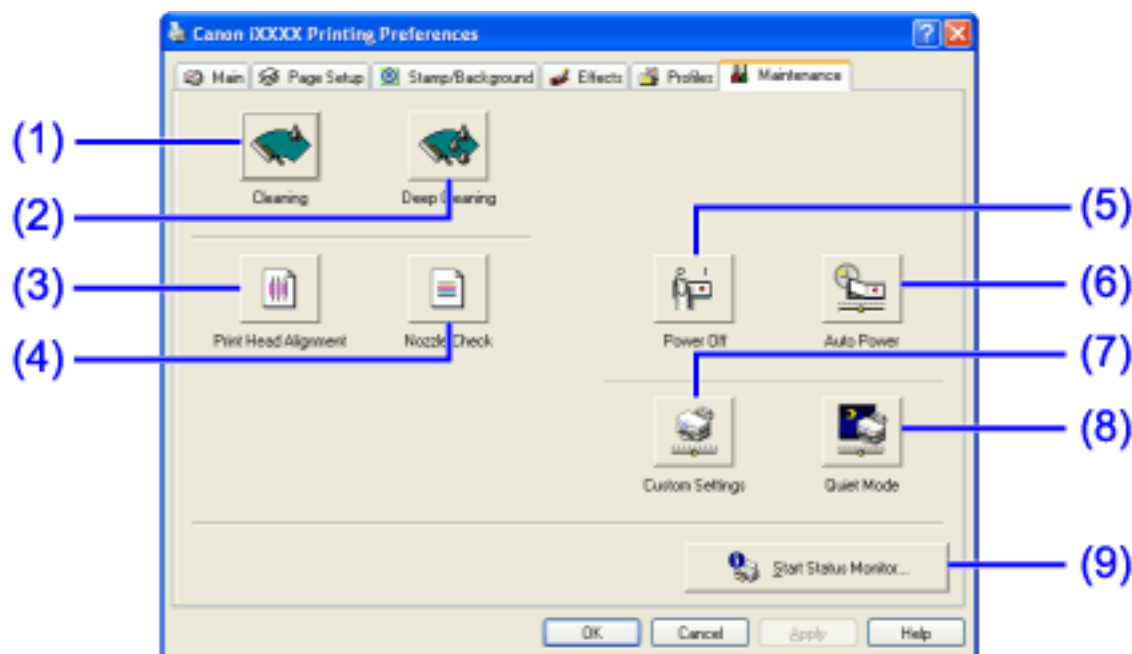 Canon iXXXX Printing Preferences
Main Page Setup Stamp/Background Effects Profiles Maintenance
(1)
Cleaning Deep Cleaning
(2)
(5)
(3)
(6)
Print Head Alignment Nozzle Check Power Off Auto Power
(4)
(7)
(8)
Custom Settings Quiet Mode
Start Status Monitor...
(9)
OK Cancel Apply Help